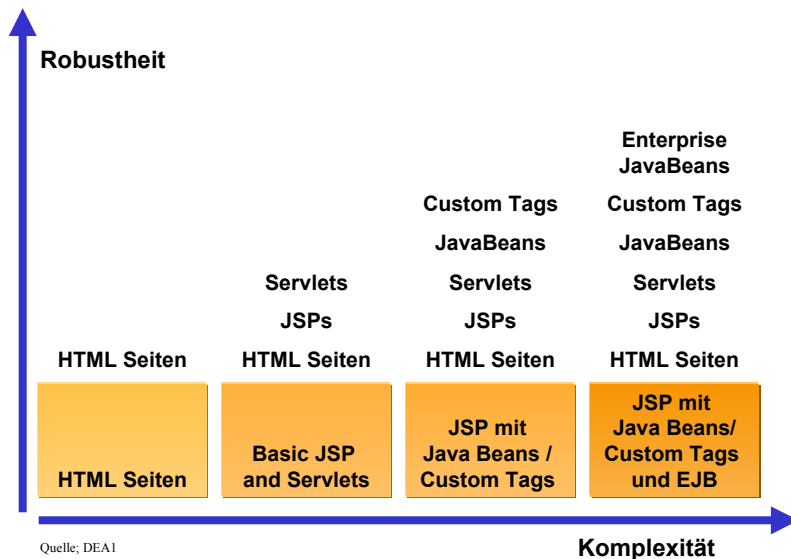 Robustheit
Enterprise
JavaBeans
Custom Tags
Custom Tags
JavaBeans
JavaBeans
Servlets
Servlets
Servlets
JSPs
JSPs
JSPs
HTML Seiten
HTML Seiten
HTML Seiten
HTML Seiten
HTML Seiten
Basic JSP
and Servlets
JSP mit
Java Beans /
Custom Tags
JSP mit
Java Beans/
Custom Tags
und EJB
Quelle; DEA1
Komplexität